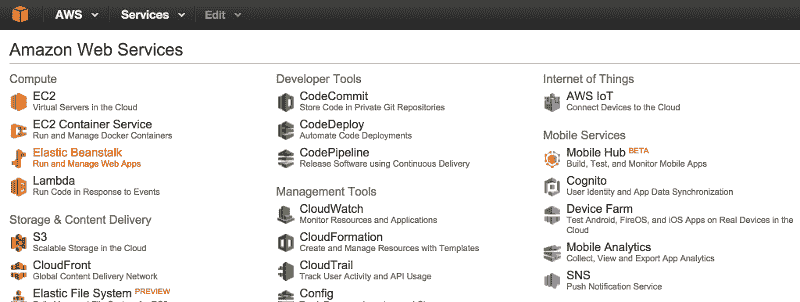 AWS Services Edit
Amazon Web Services
Compute
EC2
Virtual Servers in the Cloud
EC2 Container Service
Run and Manage Docker Containers
Elastic Beanstalk
Run and Manage Web Apps
Lambda
Run Code in Response to Events
Storage & Content Delivery
S3
Scalable Storage in the Cloud
CloudFront
Global Content Delivery Network
Elastic File System PREVIEW
Developer Tools
CodeCommit
Store Code in Private Git Repositories
CodeDeploy
Automate Code Deployments
CodePipeline
Release Software using Continuous Delivery
Management Tools
CloudWatch
Monitor Resources and Applications
CloudFormation
Create and Manage Resources with Templates
CloudTrail
Track User Activity and API Usage
Config
Internet of Things
AWS IoT
Connect Devices to the Cloud
Mobile Services
Mobile Hub BETA
Build, Test, and Monitor Mobile Apps
Cognito
User Identity and App Data Synchronization
Device Farm
Test Android, FireOS, and iOS Apps on Real Devices in the
Cloud
Mobile Analytics
Collect, View and Export App Analytics
SNS
Push Notification Service